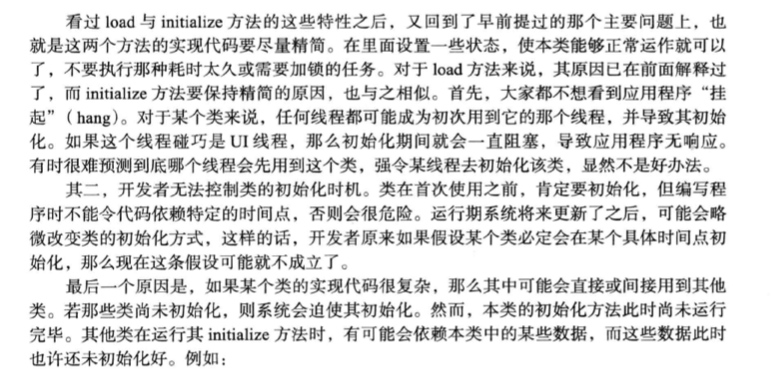 看过 load 与 initialize 方法的这些特性之后，又回到了早前提过的那个主要问题上，也
就是这两个方法的实现代码要尽量精简。在里面设置一些状态，使本类能够正常运作就可以
了，不要执行那种耗时太久或需要加锁的任务。对于 load 方法来说，其原因已在前面解释过
了，而 initialize 方法要保持精简的原因，也与之相似。首先，大家都不想看到应用程序“挂
起”（hang）。对于某个类来说，任何线程都可能成为初次用到它的那个线程，并导致其初始
化。如果这个线程碰巧是 UI 线程，那么初始化期间就会一直阻塞，导致应用程序无响应。
有时很难预测到底哪个线程会先用到这个类，强令某线程去初始化该类，显然不是好办法。
其二，开发者无法控制类的初始化时机。类在首次使用之前，肯定要初始化，但编写程
序时不能令代码依赖特定的时间点，否则会很危险。运行期系统将来更新了之后，可能会略
微改变类的初始化方式，这样的话，开发者原来如果假设某个类必定会在某个具体时间点初
始化，那么现在这条假设可能就不成立了。
最后一个原因是，如果某个类的实现代码很复杂，那么其中可能会直接或间接用到其他
类。若那些类尚未初始化，则系统会迫使其初始化。然而，本类的初始化方法此时尚未运行
完毕。其他类在运行其 initialize 方法时，有可能会依赖本类中的某些数据，而这些数据此时
也许还未初始化好。例如：